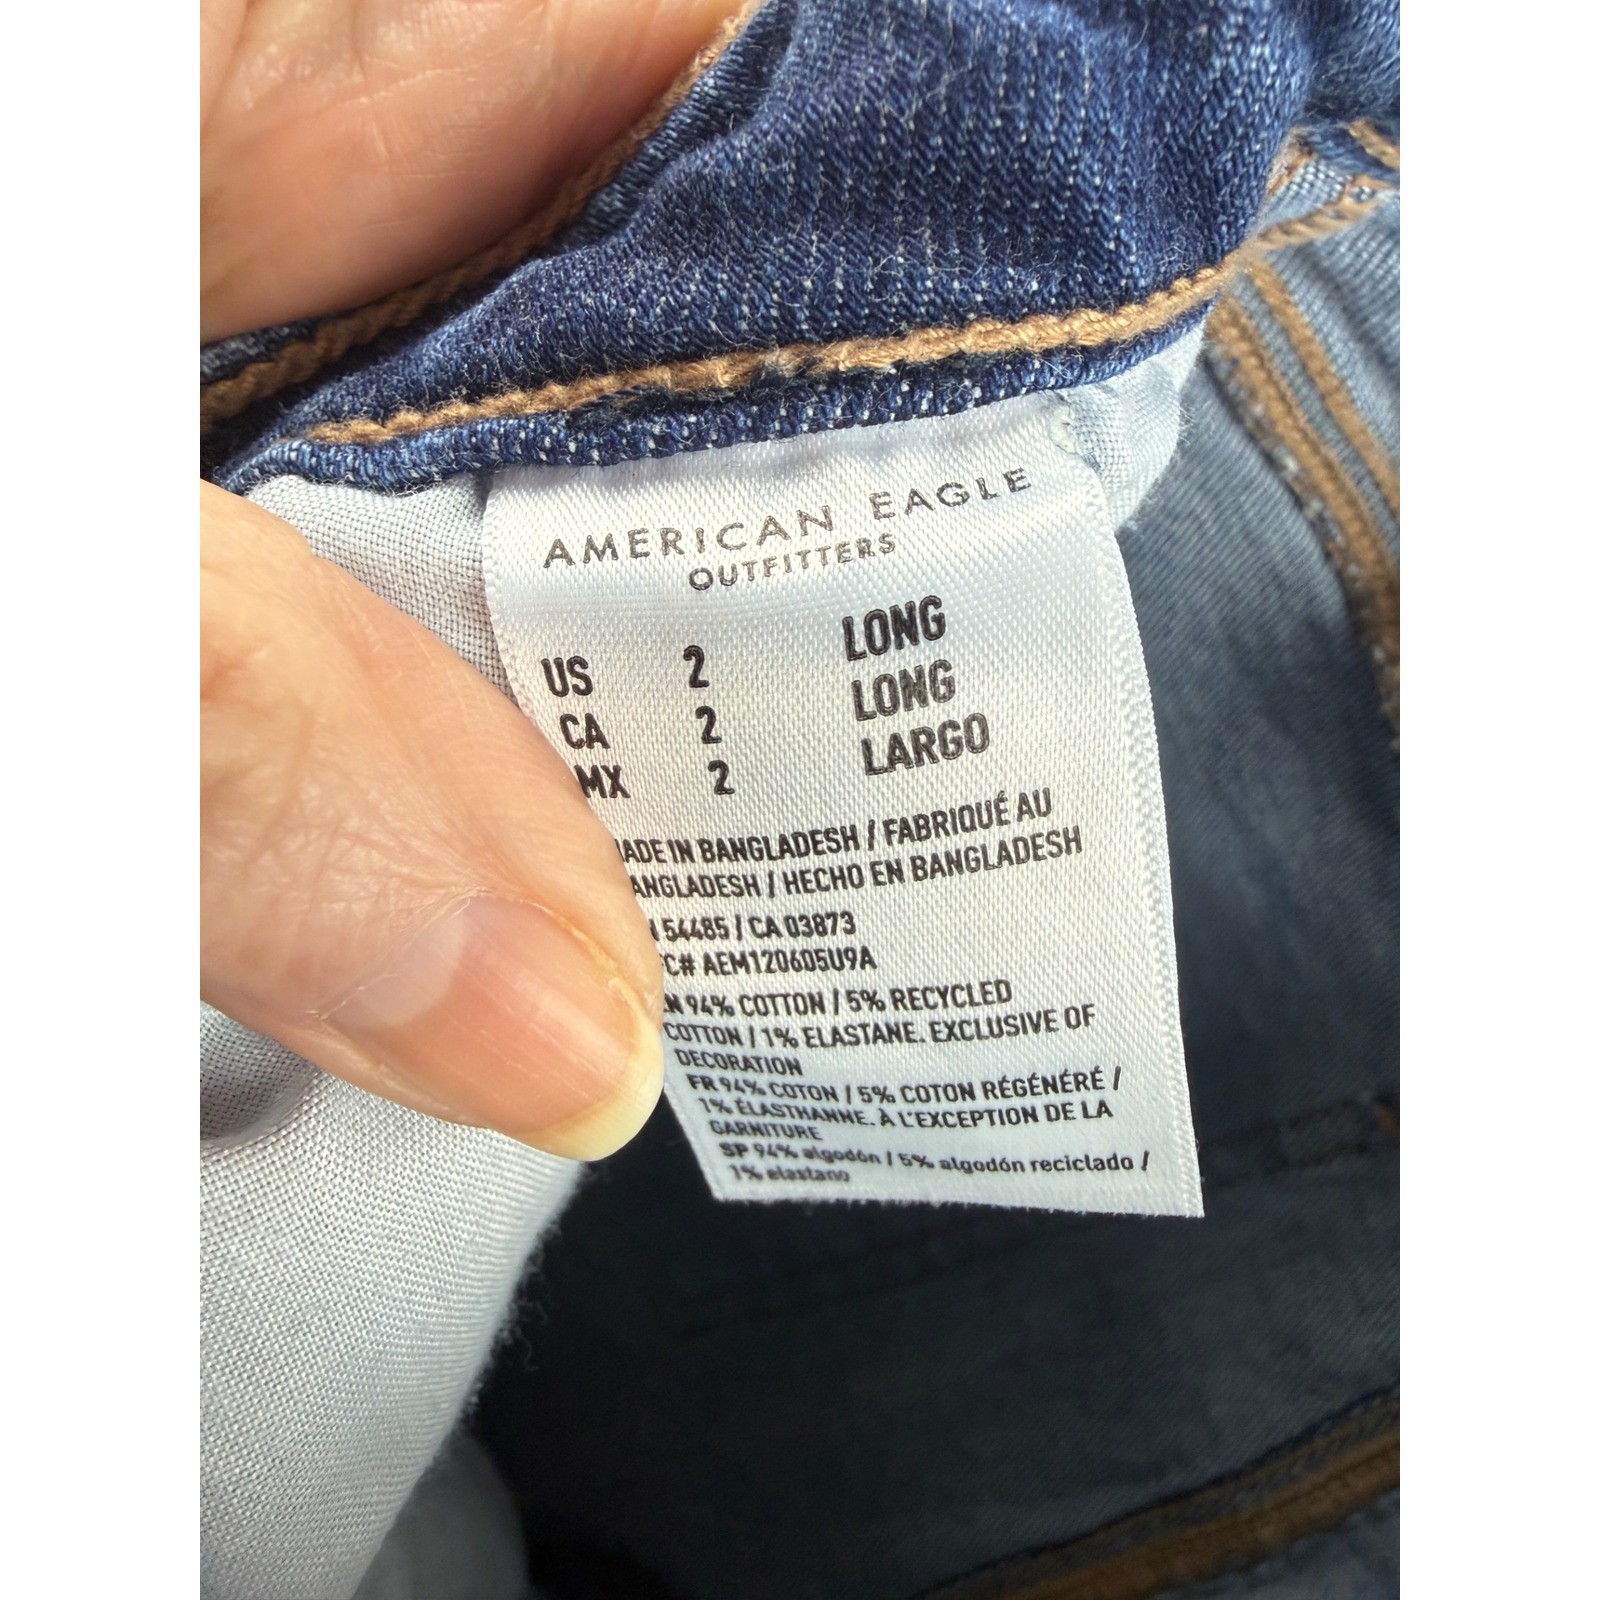 AMERICAN EAGLE
OUTFITTERS
US 2 LONG
CA 2 LONG
MX 2 LARGO
ADE IN BANGLADESH / FABRIQUÉ AU
ANGLADESH / HECHO EN BANGLADESH
54485 / CA 03873
C# AEM120605U9A
N 94% COTTON / 5% RECYCLED
COTTON / 1% ELASTANE. EXCLUSIVE OF
DECORATION
FR 94% COTON / 5% COTON RÉGÉNÉRÉ /
1% ÉLASTHANNE. À L'EXCEPTION DE LA
GARNITURE
SP 94% algodón / 5% algodón reciclado /
1% elastano